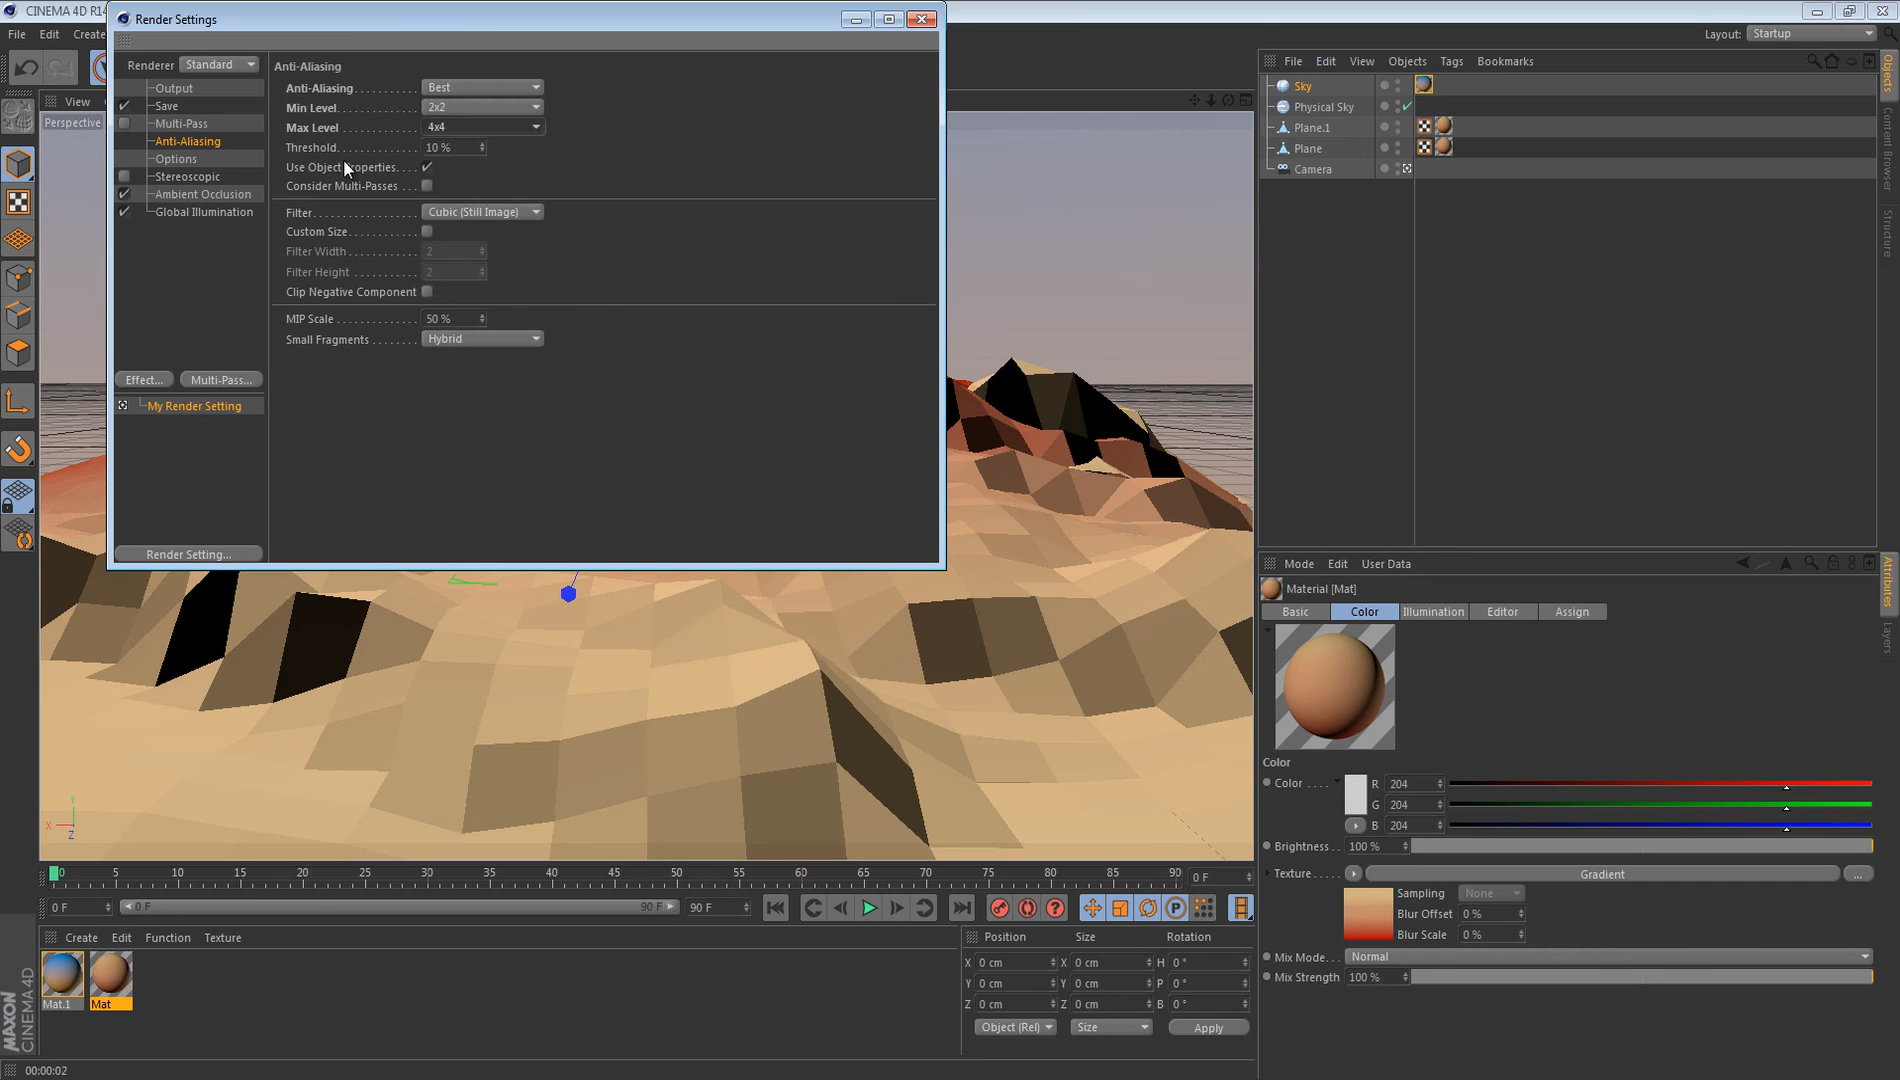 CINEMA 4D R14
Render Settings
File Edit Create
Layout: Startup
Renderer Standard
Output
Save
Multi-Pass
Anti-Aliasing
Options
Stereoscopic
Ambient Occlusion
Global Illumination
Effect... Multi-Pass...
My Render Setting
Render Setting...
Anti-Aliasing
Anti-Aliasing Best
Min Level 2x2
Max Level 4x4
Threshold 10 %
Use Object Properties
Consider Multi-Passes
Filter Cubic (Still Image)
Custom Size
Filter Width 2
Filter Height 2
Clip Negative Component
MIP Scale 50 %
Small Fragments Hybrid
View
Perspective
File Edit View Objects Tags Bookmarks
Sky
Physical Sky
Plane.1
Plane
Camera
Objects
Content Browser
Structure
Mode Edit User Data
Material [Mat]
Basic Color Illumination Editor Assign
Color
Color R 204
G 204
B 204
Brightness 100 %
Texture Gradient ...
Sampling None
Blur Offset 0 %
Blur Scale 0 %
Mix Mode Normal
Mix Strength 100 %
Attributes
Layers
Y
X
Z
0 5 10 15 20 25 30 35 40 45 50 55 60 65 70 75 80 85 90 0 F
0 F 0 F 90 F 90 F
Create Edit Function Texture
Mat.1 Mat
Position Size Rotation
X 0 cm X 0 cm H 0 °
Y 0 cm Y 0 cm P 0 °
Z 0 cm Z 0 cm B 0 °
Object (Rel) Size Apply
MAXON
CINEMA 4D
00:00:02